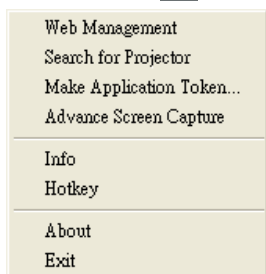 Web Management
Search for Projector
Make Application Token...
Advance Screen Capture
Info
Hotkey
About
Exit